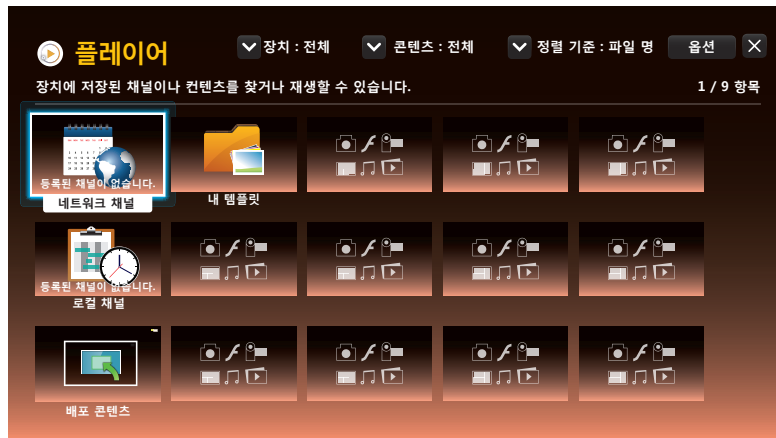 플레이어
장치 : 전체
콘텐츠 : 전체
정렬 기준 : 파일 명
옵션
장치에 저장된 채널이나 컨텐츠를 찾거나 재생할 수 있습니다.
1 / 9 항목
등록된 채널이 없습니다.
네트워크 채널
내 템플릿
등록된 채널이 없습니다.
로컬 채널
배포 콘텐츠